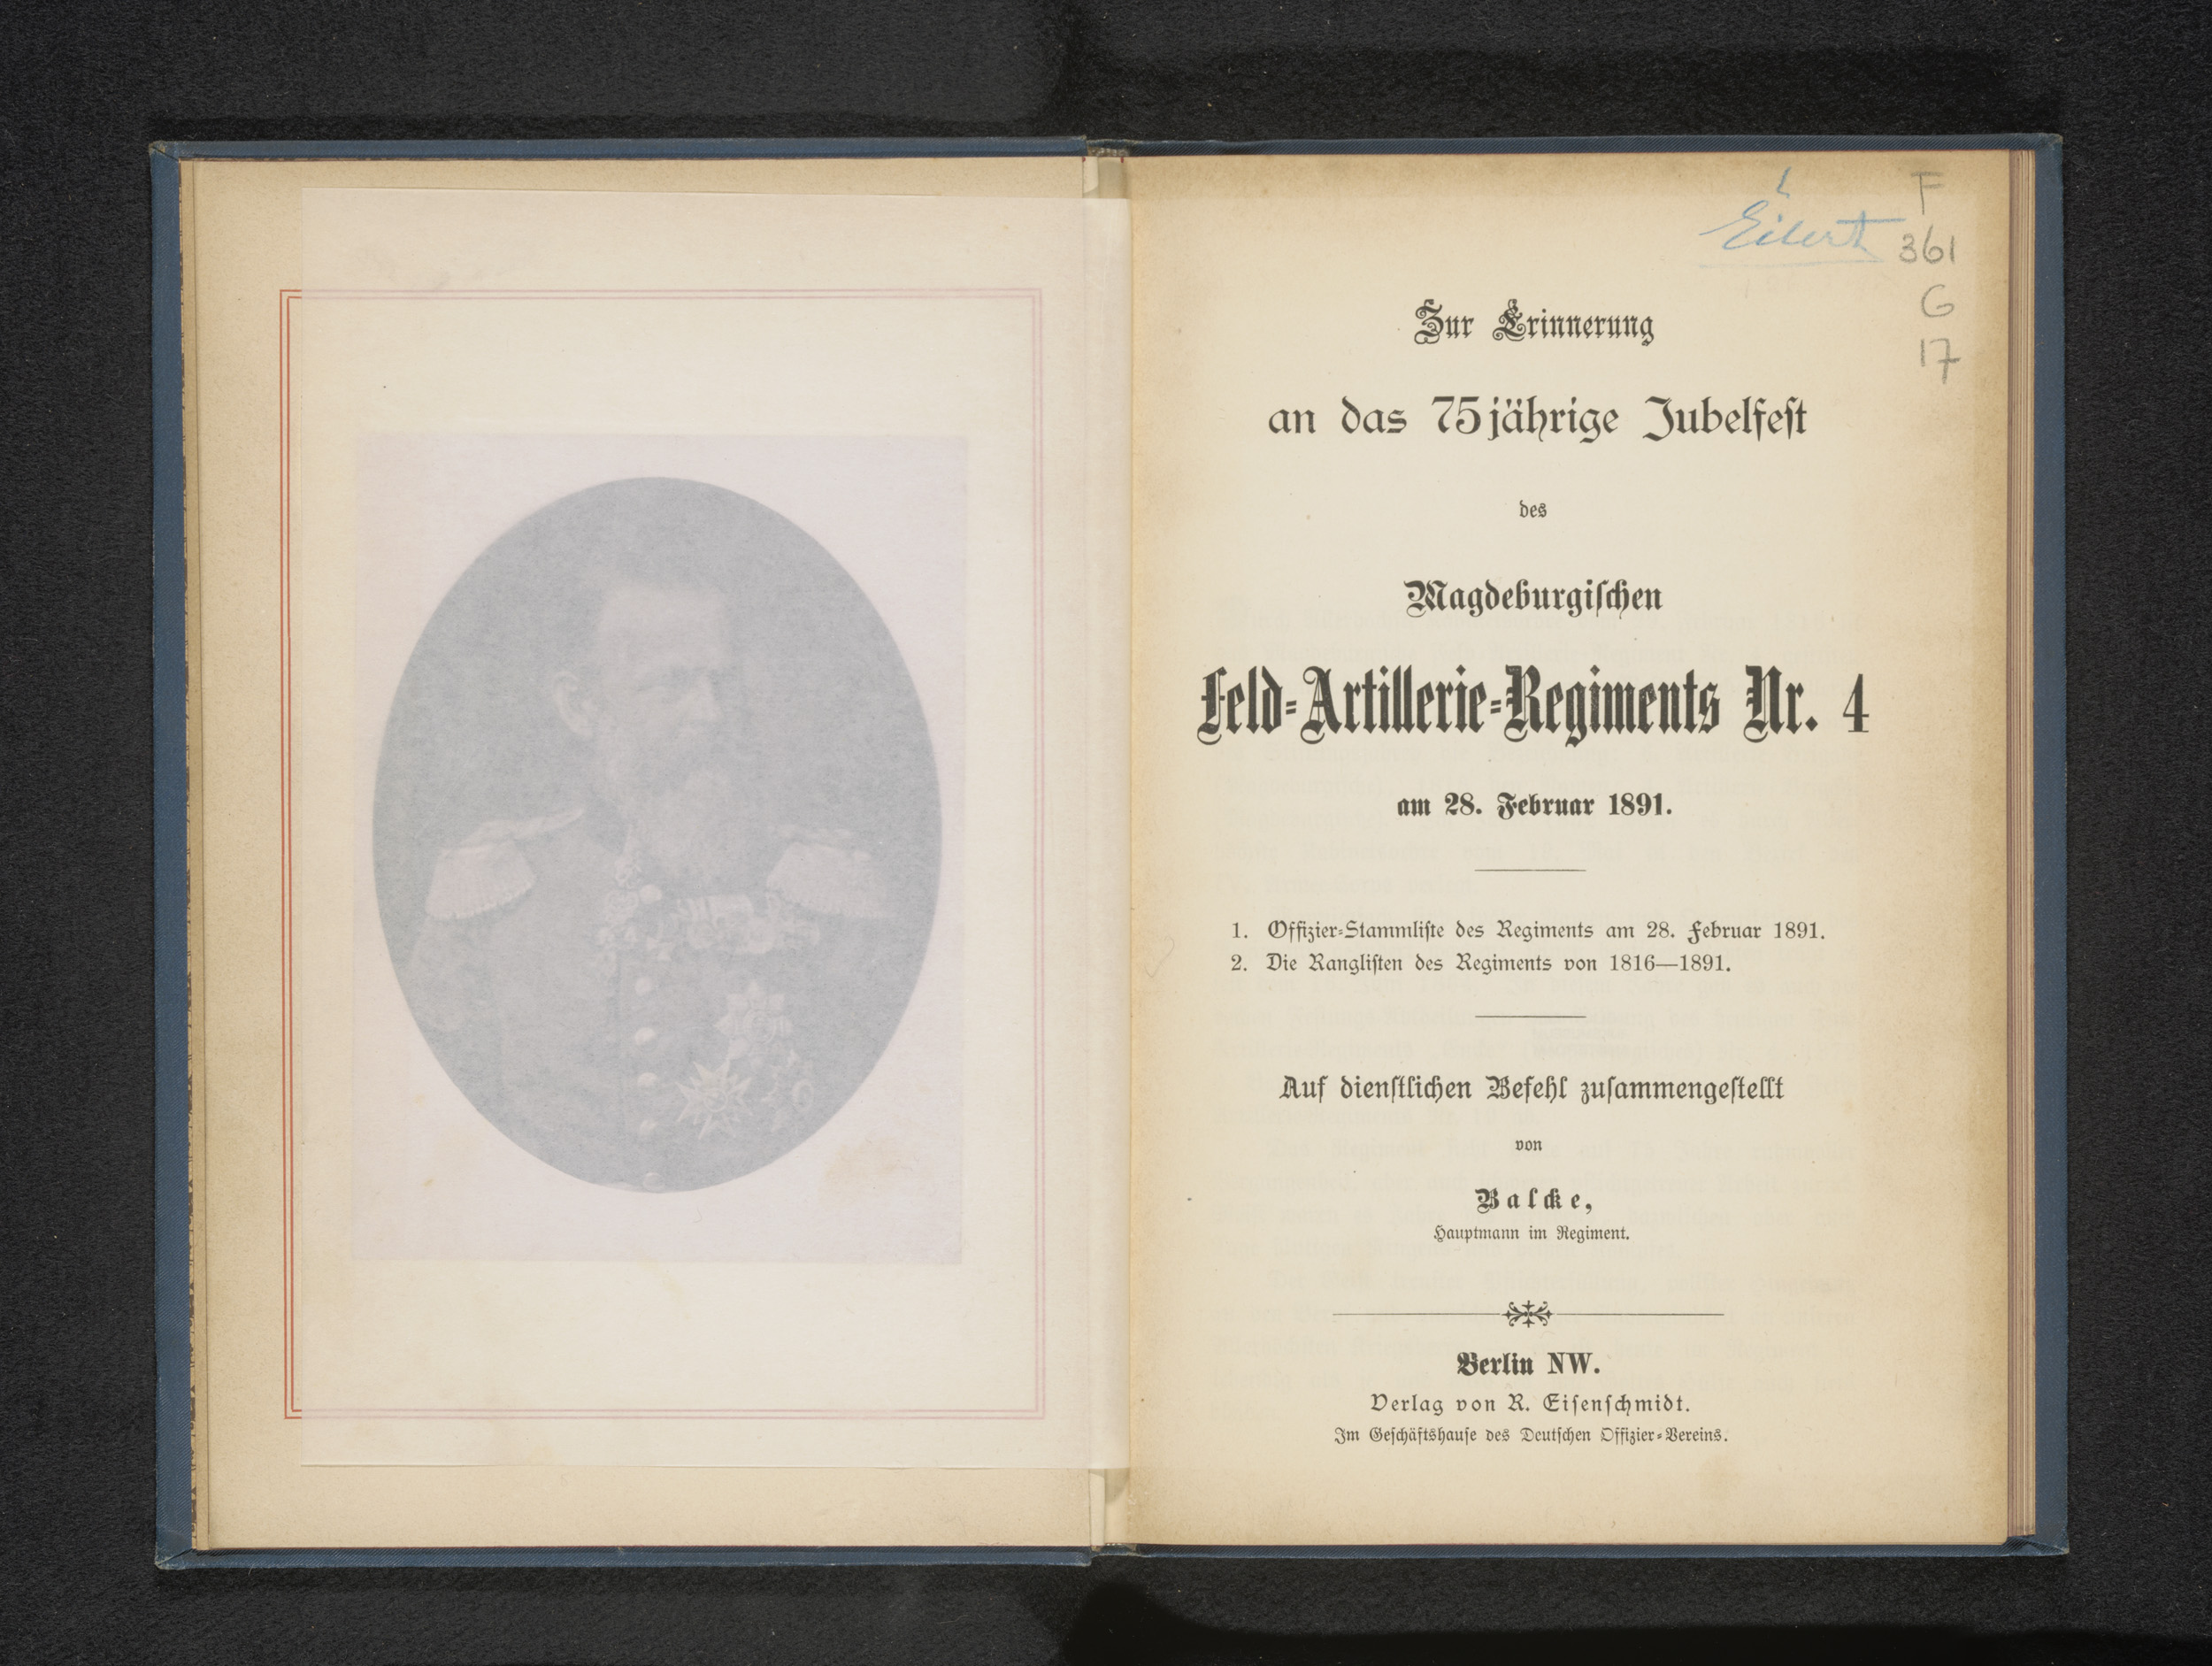 Eilert
F
361
G
17
Zur Erinnerung
an das 75jährige Jubelfeſt
des
Magdeburgiſchen
Feld-Artillerie-Regiments Nr. 4
am 28. Februar 1891.
1. Offizier-Stammliſte des Regiments am 28. Februar 1891.
2. Die Rangliſten des Regiments von 1816—1891.
Auf dienſtlichen Befehl zuſammengeſtellt
von
Balcke,
Hauptmann im Regiment.
Berlin NW.
Verlag von R. Eiſenſchmidt.
Im Geſchäftshauſe des Deutſchen Offizier-Vereins.